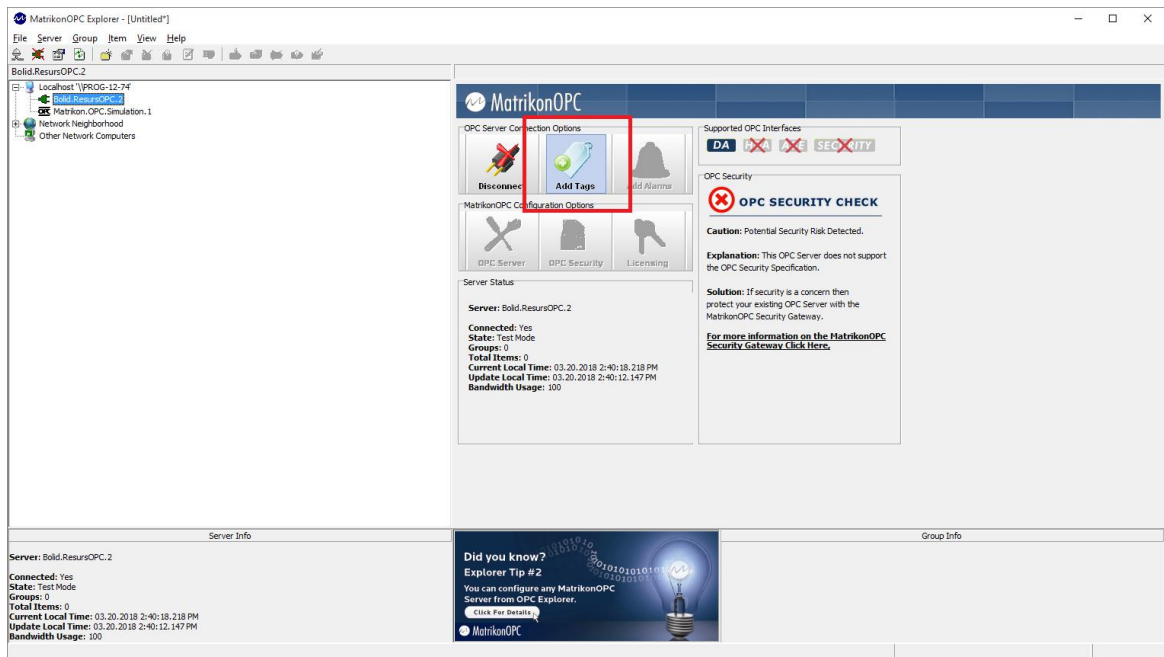 MatrikonOPC Explorer - [Untitled*]
File Server Group Item View Help
Bolid.ResursOPC.2
Localhost '\\PROG-12-74'
Bolid.ResursOPC.2
Matrikon.OPC.Simulation.1
Network Neighborhood
Other Network Computers
MatrikonOPC
OPC Server Connection Options
Disconnect
Add Tags
Add Alarms
MatrikonOPC Configuration Options
OPC Server
OPC Security
Licensing
Server Status
Server: Bolid.ResursOPC.2
Connected: Yes
State: Test Mode
Groups: 0
Total Items: 0
Current Local Time: 03.20.2018 2:40:18.218 PM
Update Local Time: 03.20.2018 2:40:12.147 PM
Bandwidth Usage: 100
Supported OPC Interfaces
DA
SECURITY
OPC Security
OPC SECURITY CHECK
Caution: Potential Security Risk Detected.
Explanation: This OPC Server does not support
the OPC Security Specification.
Solution: If security is a concern then
protect your existing OPC Server with the
MatrikonOPC Security Gateway.
For more information on the MatrikonOPC
Security Gateway Click Here.
Server Info
Server: Bolid.ResursOPC.2
Connected: Yes
State: Test Mode
Groups: 0
Total Items: 0
Current Local Time: 03.20.2018 2:40:18.218 PM
Update Local Time: 03.20.2018 2:40:12.147 PM
Bandwidth Usage: 100
Did you know?
Explorer Tip #2
You can configure any MatrikonOPC
Server from OPC Explorer.
Click For Details
MatrikonOPC
Group Info